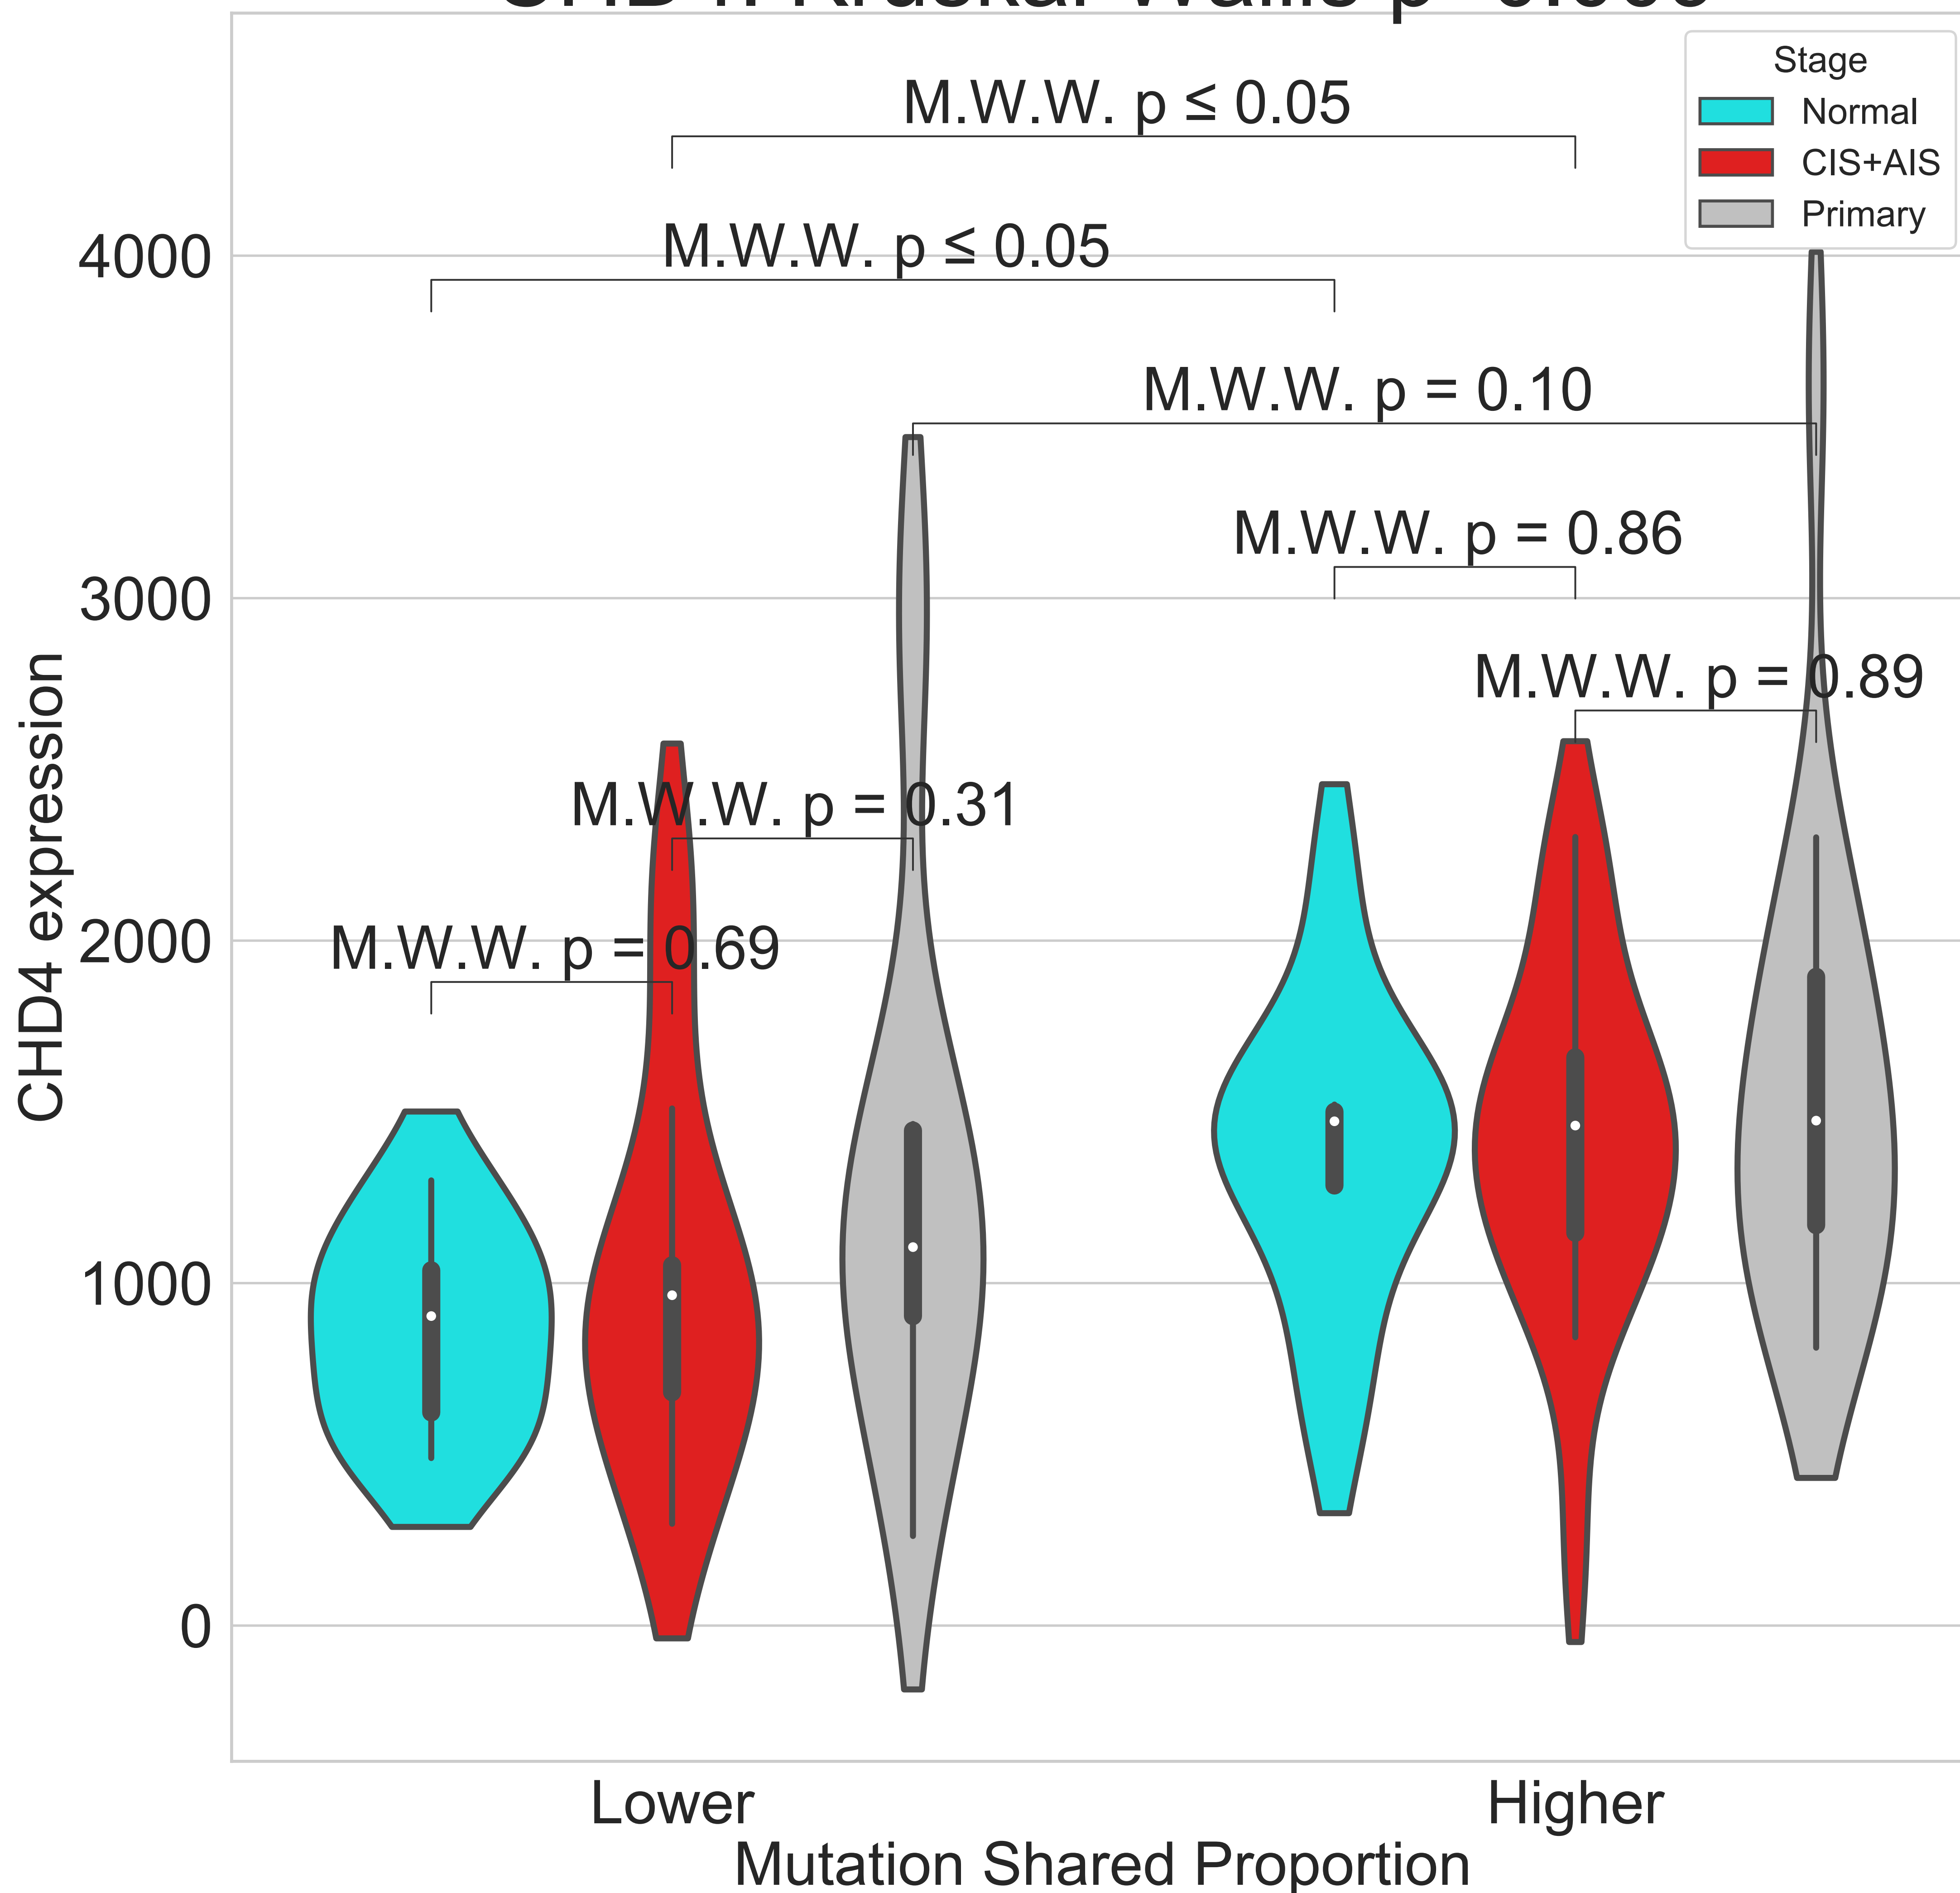 Stage
Normal
CIS+AIS
Primary
M.W.W. p ≤ 0.05
M.W.W. p ≤ 0.05
M.W.W. p = 0.10
M.W.W. p = 0.86
M.W.W. p = 0.89
M.W.W. p = 0.31
M.W.W. p = 0.69
4000
3000
2000
1000
0
CHD4 expression
Lower
Higher
Mutation Shared Proportion